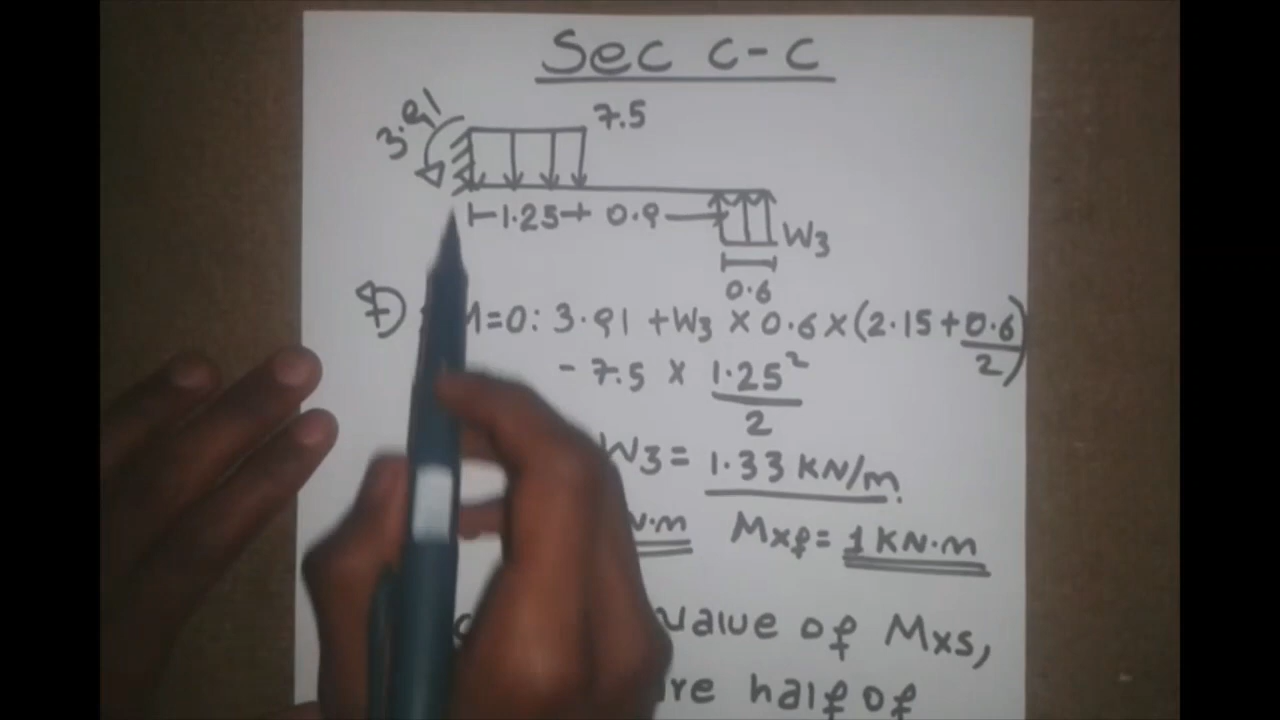 Sec C-C
3.91
7.5
1.25 0.9
W3
0.6
=0: 3.91 + W3 × 0.6 × (2.15 + 0.6/2)
- 7.5 × 1.25²/2
W3 = 1.33 KN/m.
N.m Mxf = 1 KN.m
value of Mxs,
half of